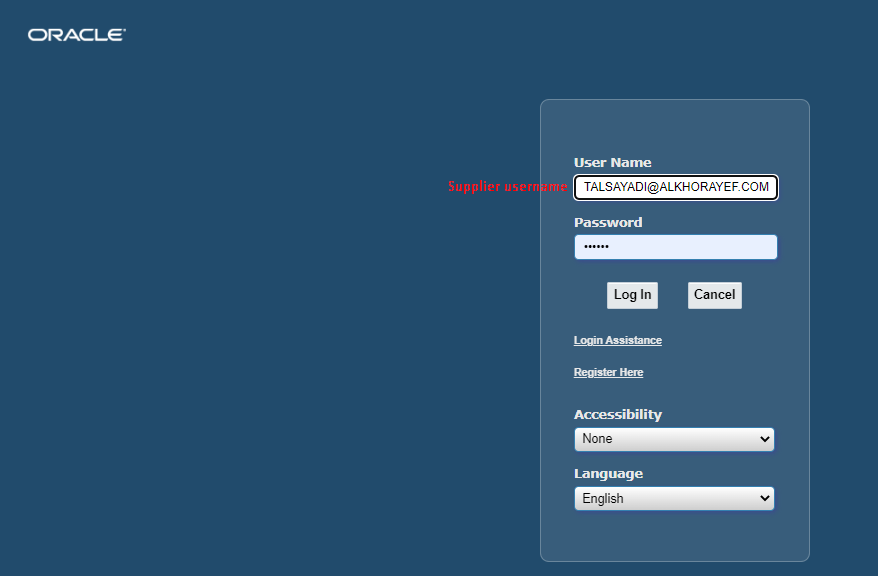 ORACLE
User Name
Supplier username
TALSAYADI@ALKHORAYEF.COM
Password
••••••
Log In Cancel
Login Assistance
Register Here
Accessibility
None
Language
English